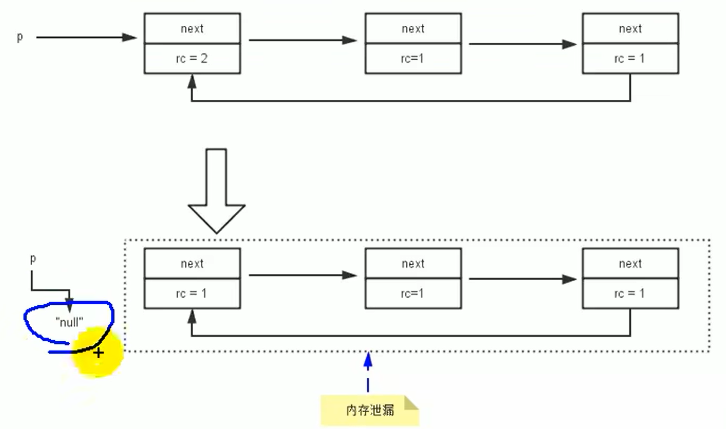 p
next
next
next
rc = 2
rc=1
rc = 1
p
next
next
next
rc = 1
rc=1
rc = 1
"null"
内存泄漏